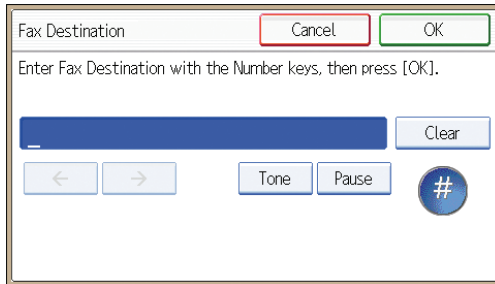 Fax Destination Cancel OK
Enter Fax Destination with the Number keys, then press [OK].
_
Clear
← →
Tone Pause #